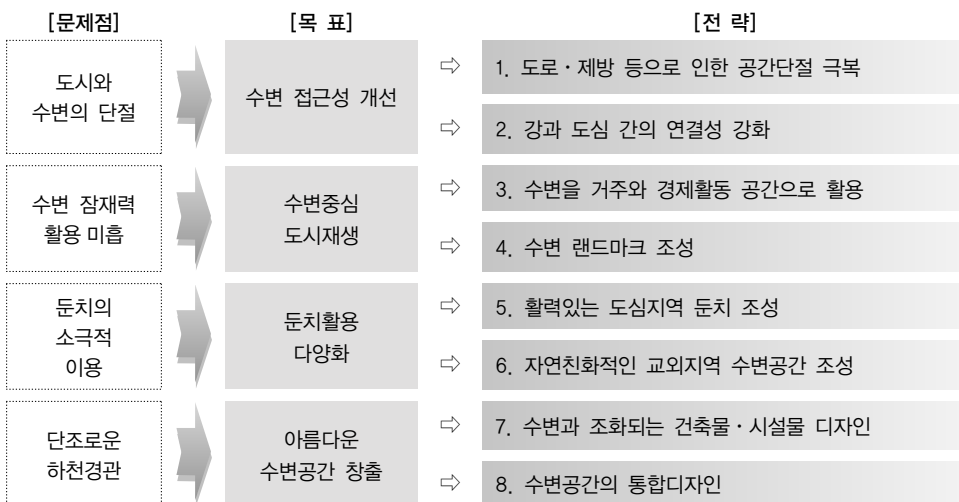 [문제점] [목 표] [전 략]
도시와
수변의 단절
수변 접근성 개선
⇨ 1. 도로·제방 등으로 인한 공간단절 극복
⇨ 2. 강과 도심 간의 연결성 강화
수변 잠재력
활용 미흡
수변중심
도시재생
⇨ 3. 수변을 거주와 경제활동 공간으로 활용
⇨ 4. 수변 랜드마크 조성
둔치의
소극적
이용
둔치활용
다양화
⇨ 5. 활력있는 도심지역 둔치 조성
⇨ 6. 자연친화적인 교외지역 수변공간 조성
단조로운
하천경관
아름다운
수변공간 창출
⇨ 7. 수변과 조화되는 건축물·시설물 디자인
⇨ 8. 수변공간의 통합디자인